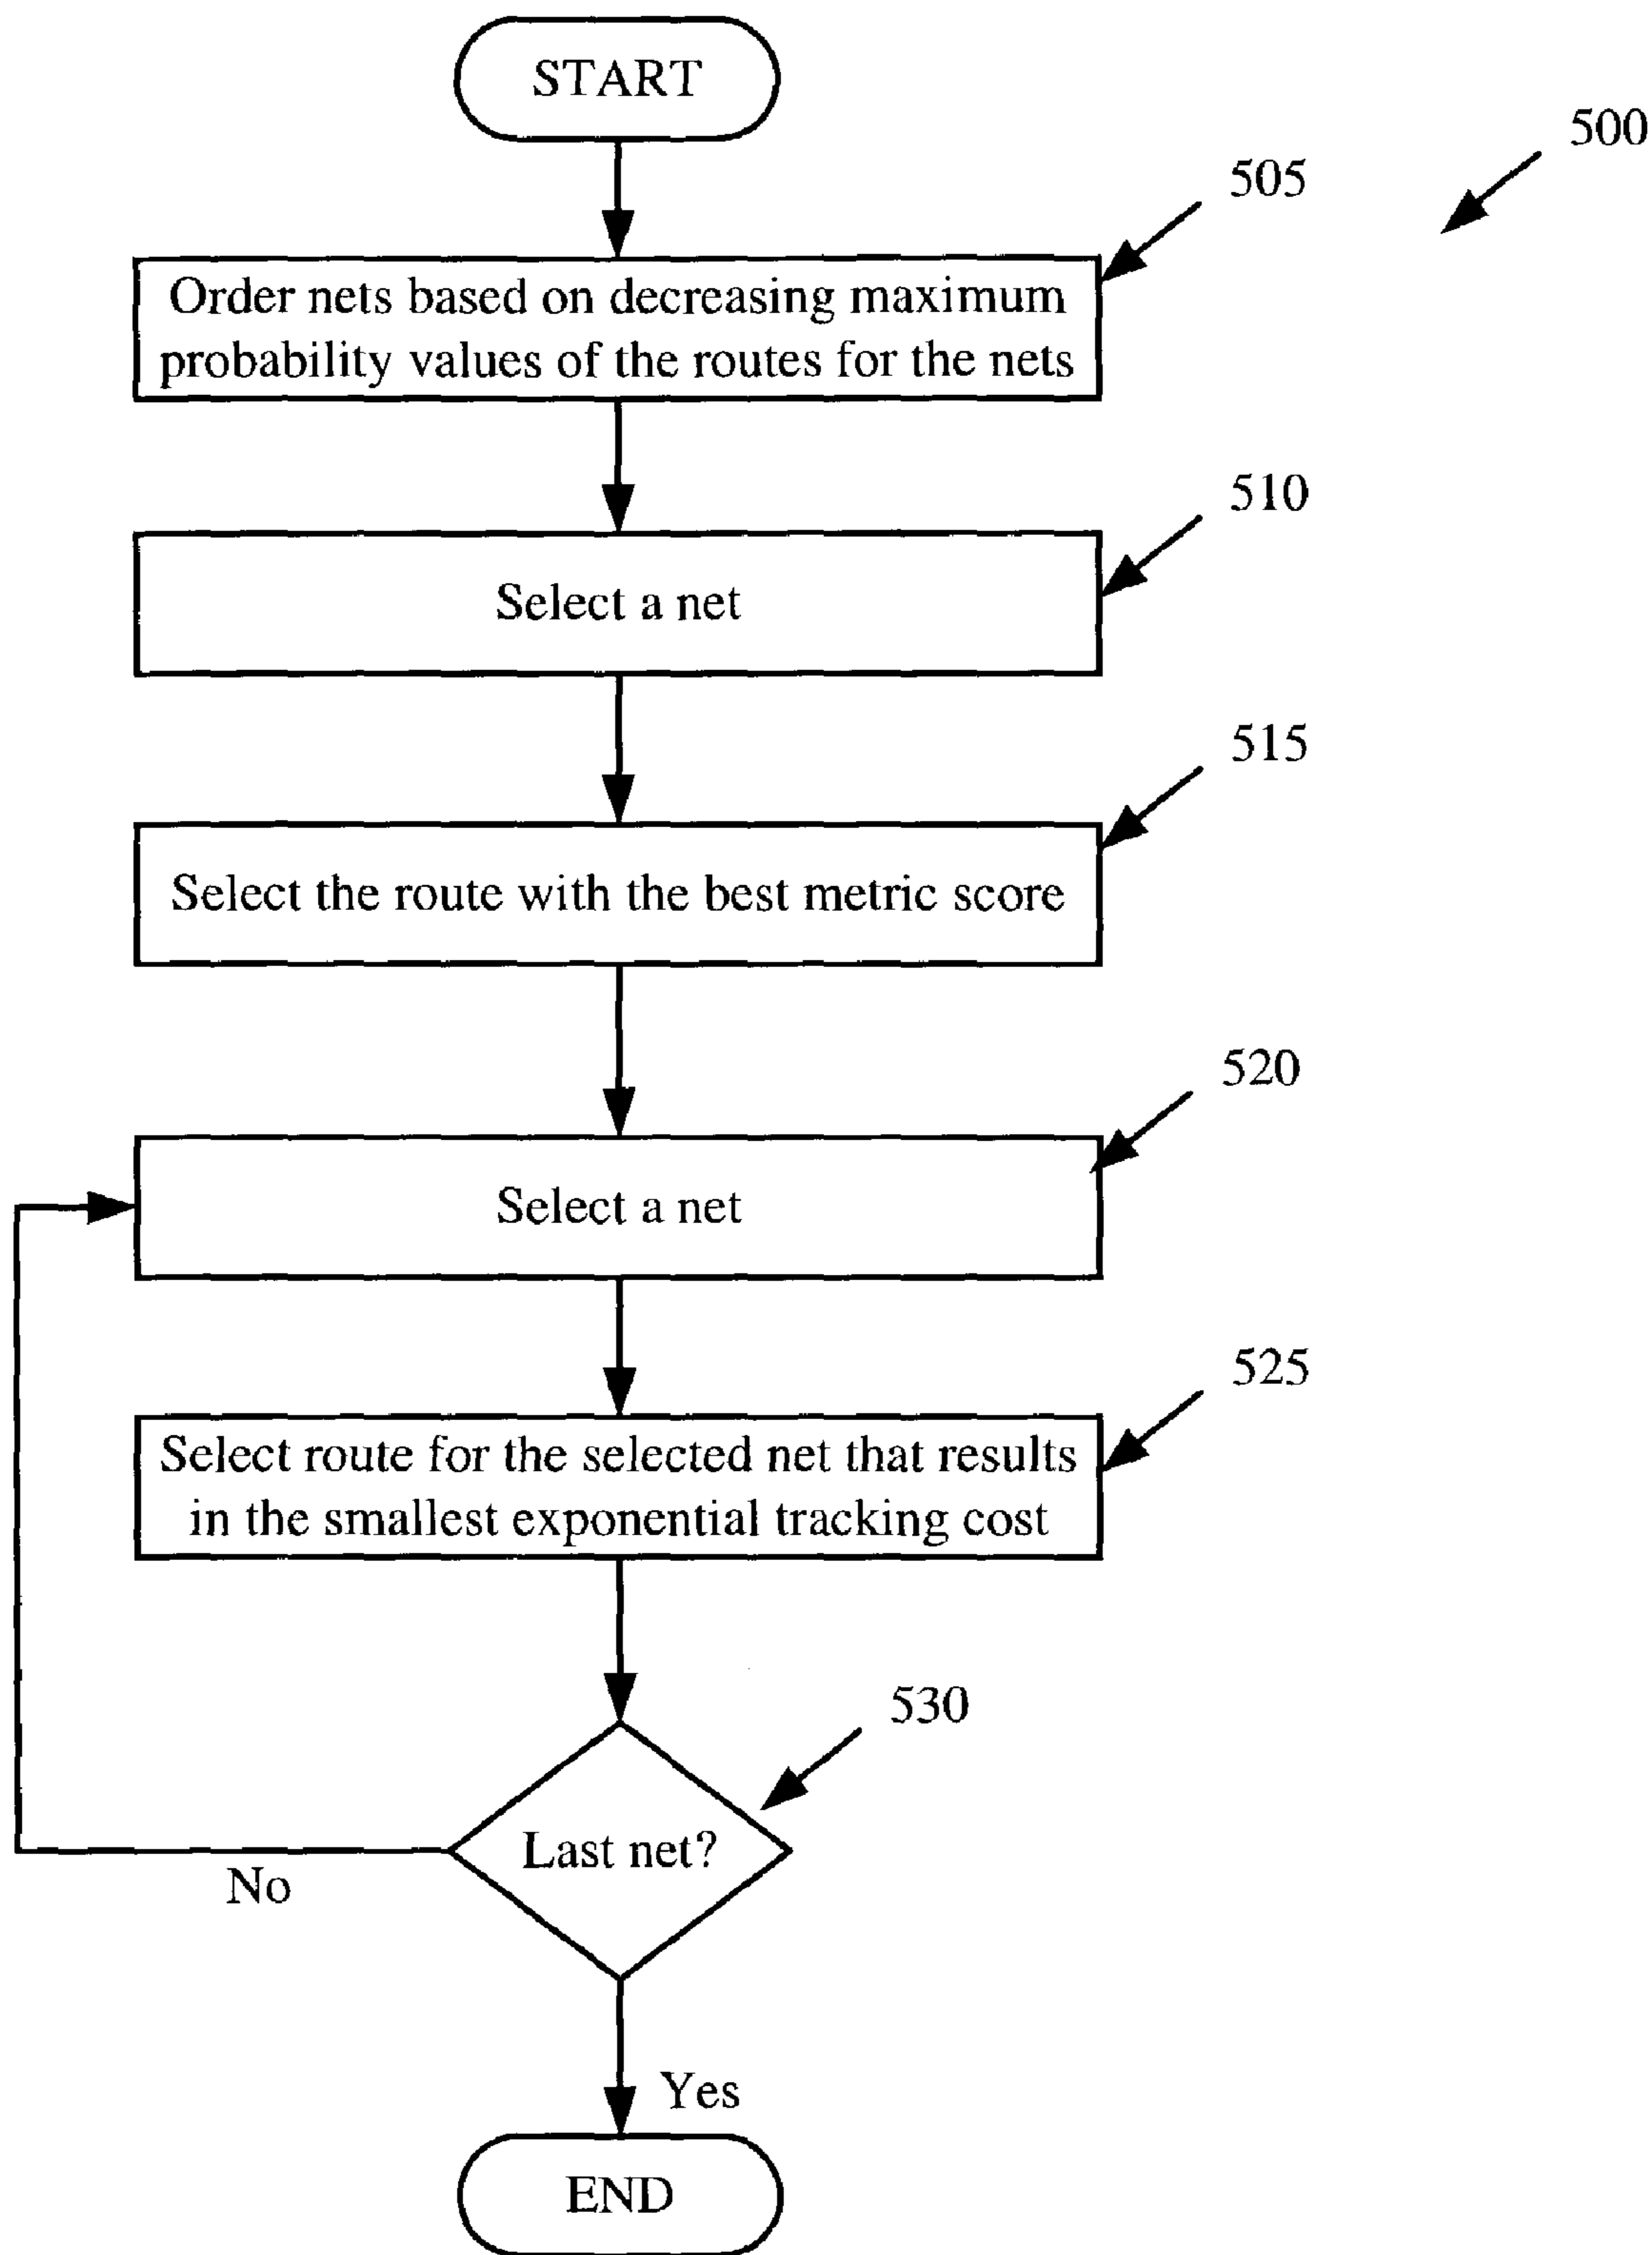 START
500
505
Order nets based on decreasing maximum
probability values of the routes for the nets
510
Select a net
515
Select the route with the best metric score
520
Select a net
525
Select route for the selected net that results
in the smallest exponential tracking cost
530
Last net?
No
Yes
END